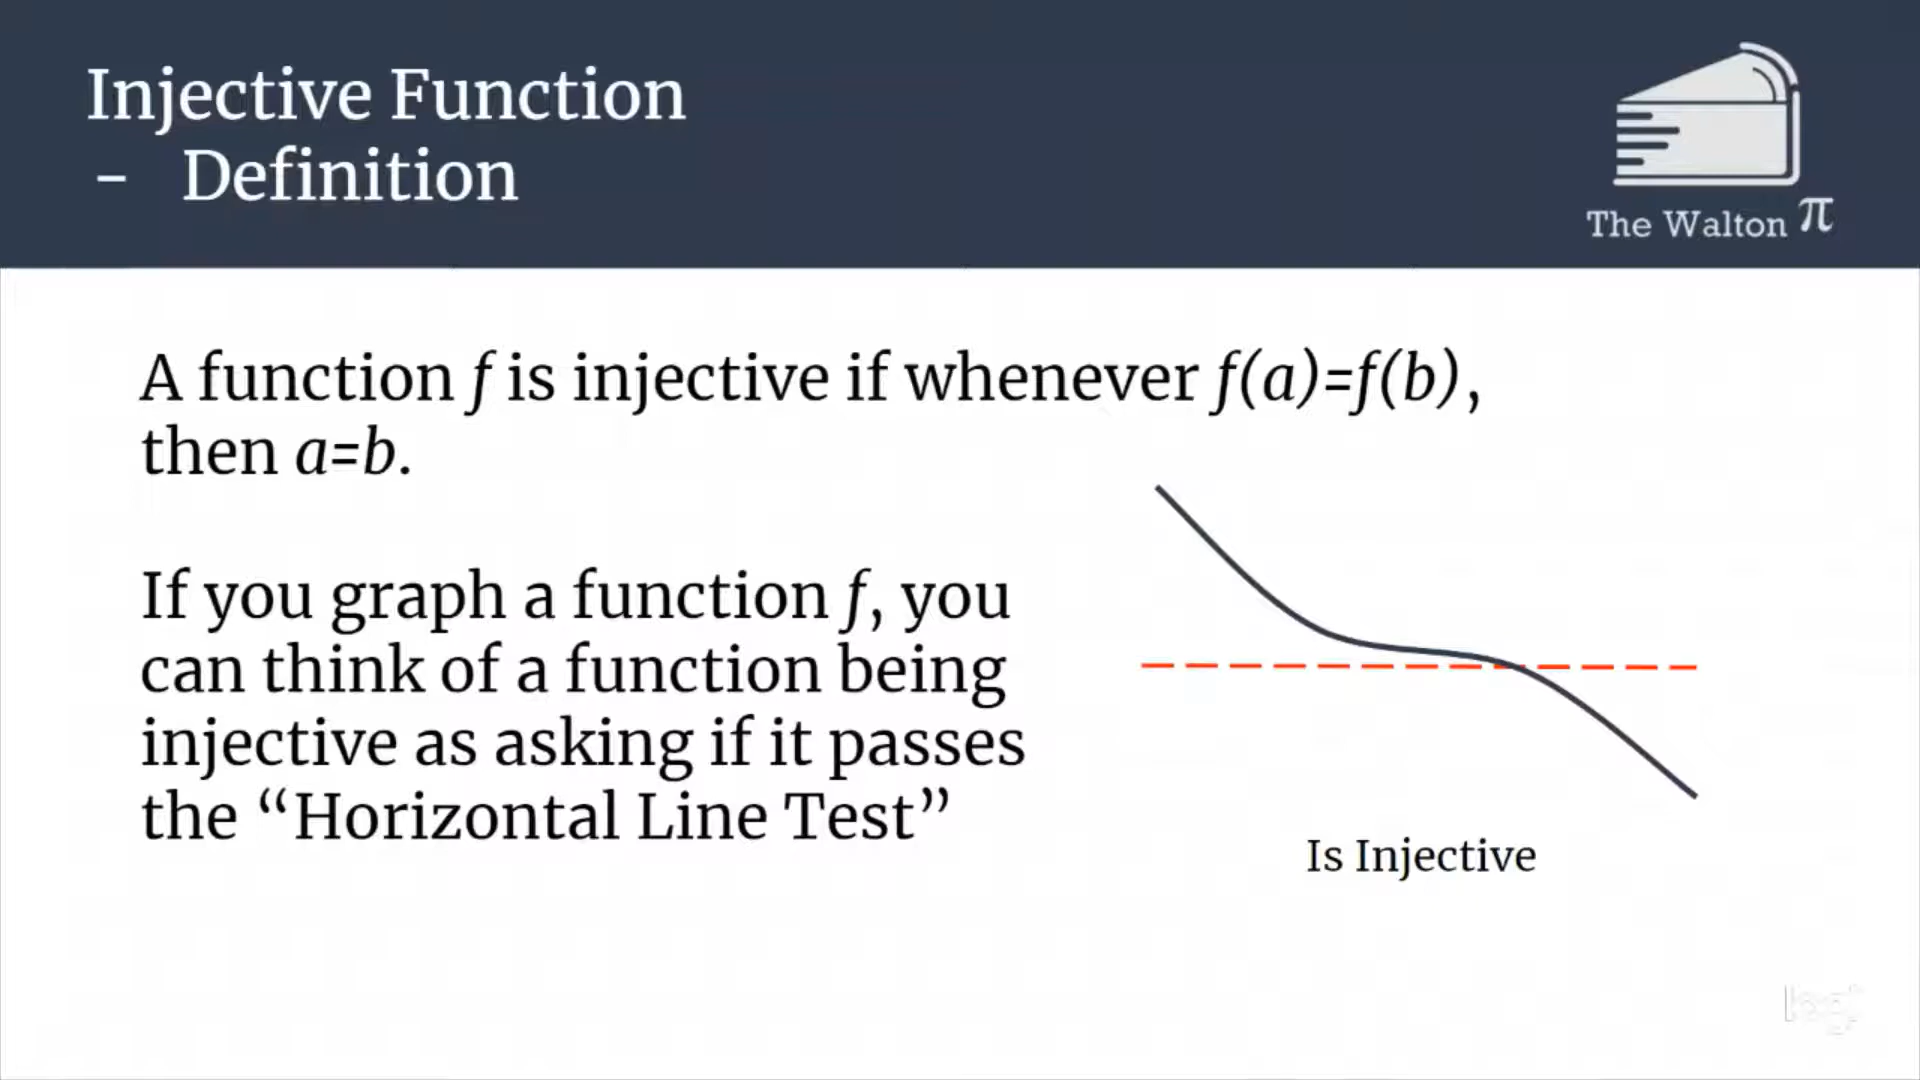 Injective Function
- Definition
The Walton π
A function f is injective if whenever f(a)=f(b),
then a=b.
If you graph a function f, you
can think of a function being
injective as asking if it passes
the “Horizontal Line Test”
Is Injective